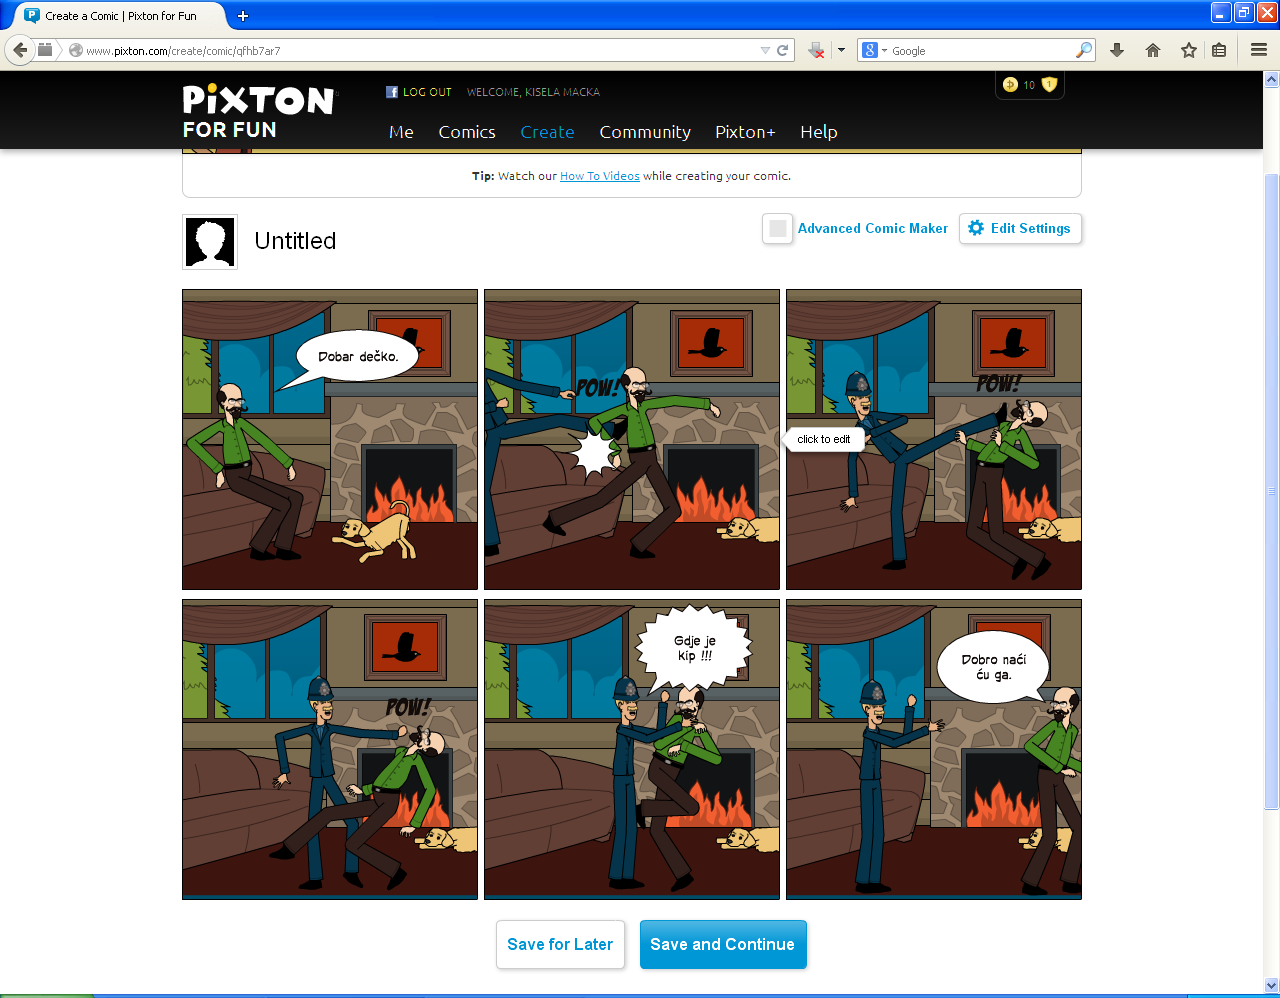 Create a Comic | Pixton for Fun
www.pixton.com/create/comic/qfhb7ar7
Google
PiXTON
FOR FUN
LOG OUT
WELCOME, KISELA MACKA
10
1
Me
Comics
Create
Community
Pixton+
Help
Tip: Watch our How To Videos while creating your comic.
Untitled
Advanced Comic Maker
Edit Settings
Dobar dečko.
POW!
POW!
click to edit
POW!
Gdje je
kip !!!
Dobro naći
ću ga.
Save for Later
Save and Continue